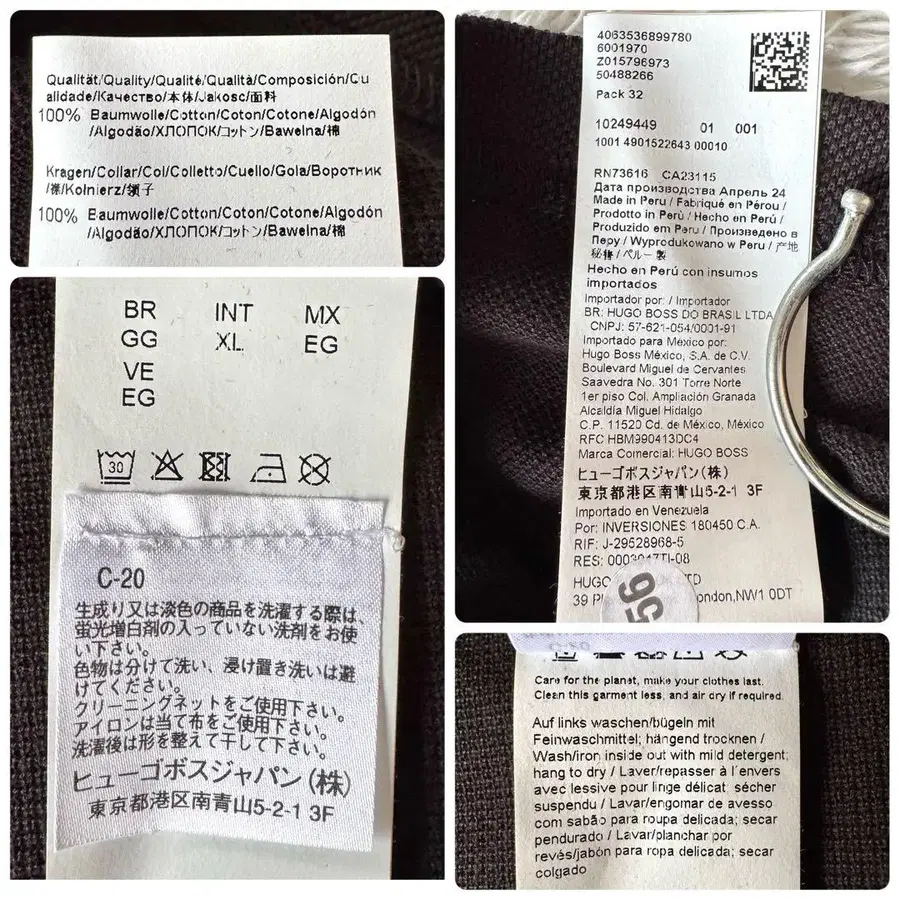 Qualität/Quality/Qualité/Qualità/Composición/Cu
alidade/Качество/本体/Jakosc/面料
100% Baumwolle/Cotton/Coton/Cotone/Algodón
/Algodão/ХЛОПОК/コットン/Bawelna/棉
Kragen/Collar/Col/Colletto/Cuello/Gola/Воротник
/襟/Kolnierz/领子
100% Baumwolle/Cotton/Coton/Cotone/Algodón
/Algodão/ХЛОПОК/コットン/Bawelna/棉
BR INT MX
GG XL EG
VE
EG
30
C-20
生成り又は淡色の商品を洗濯する際は
蛍光増白剤の入っていない洗剤をお使
い下さい。
色物は分けて洗い、浸け置き洗いは避
けてください。
クリーニングネットをご使用下さい。
アイロンは当て布をご使用下さい。
洗濯後は形を整えて干して下さい。
ヒューゴボスジャパン(株)
東京都港区南青山5-2-1 3F
4063536899780
6001970
Z015796973
50488266
Pack 32
10249449 01 001
1001 4901522643 00010
RN73616 CA23115
Дата производства Апрель 24
Made in Peru / Fabriqué en Pérou /
Prodotto in Perù / Hecho en Perú /
Produzido em Peru / Произведено в
Перу / Wyprodukowano w Peru / 产地
秘鲁/ペルー製
Hecho en Perú con insumos
importados
Importador por: / Importador
BR: HUGO BOSS DO BRASIL LTDA
CNPJ: 57-621-054/0001-91
Importado para México por:
Hugo Boss México, S.A. de C.V.
Boulevard Miguel de Cervantes
Saavedra No. 301 Torre Norte
1er piso Col. Ampliación Granada
Alcaldía Miguel Hidalgo
C.P. 11520 Cd. de México, México
RFC HBM990413DC4
Marca Comercial: HUGO BOSS
ヒューゴボスジャパン(株)
東京都港区南青山5-2-1 3F
Importado en Venezuela
Por: INVERSIONES 180450 C.A.
RIF: J-29528968-5
RES: TI-08
HUGO TD
39 ondon,NW1 0DT
56
Care for the planet, make your clothes last.
Clean this garment less, and air dry if required.
Auf links waschen/bügeln mit
Feinwaschmittel; hängend trocknen /
Wash/iron inside out with mild detergent;
hang to dry / Laver/repasser à l'envers
avec lessive pour linge délicat; sécher
suspendu / Lavar/engomar de avesso
com sabão para roupa delicada; secar
pendurado / Lavar/planchar por
revés/jabón para ropa delicada; secar
colgado